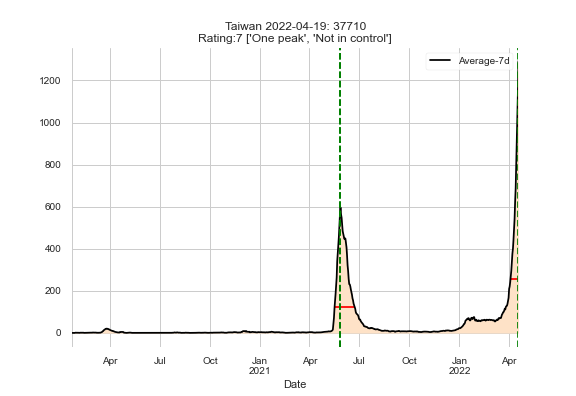 Taiwan 2022-04-19: 37710
Rating:7 ['One peak', 'Not in control']
Average-7d
1200
1000
800
600
400
200
0
Apr Jul Oct Jan Apr Jul Oct Jan Apr
2021 2022
Date